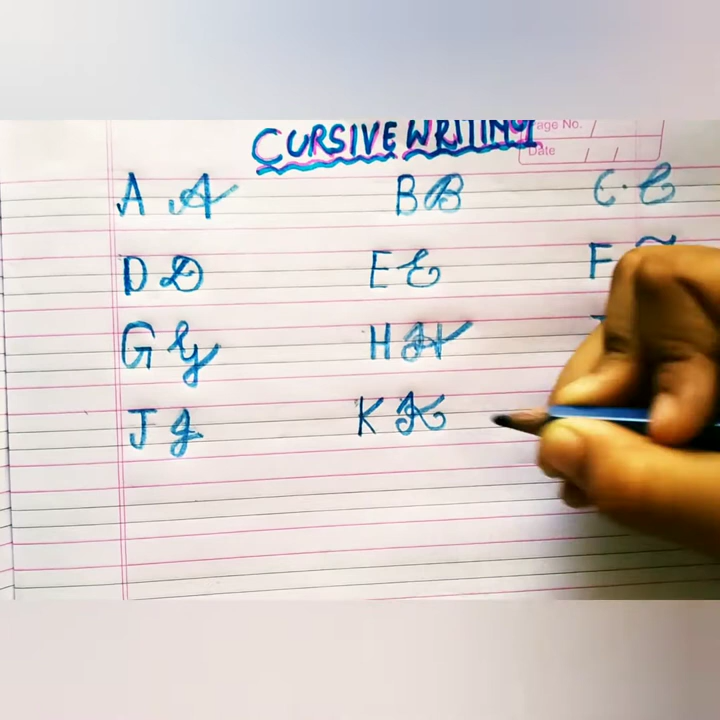 CURSIVE WRITING
Page No. /
Date / /
A A B B C . C
D D E E F F
G G H H
J J K K